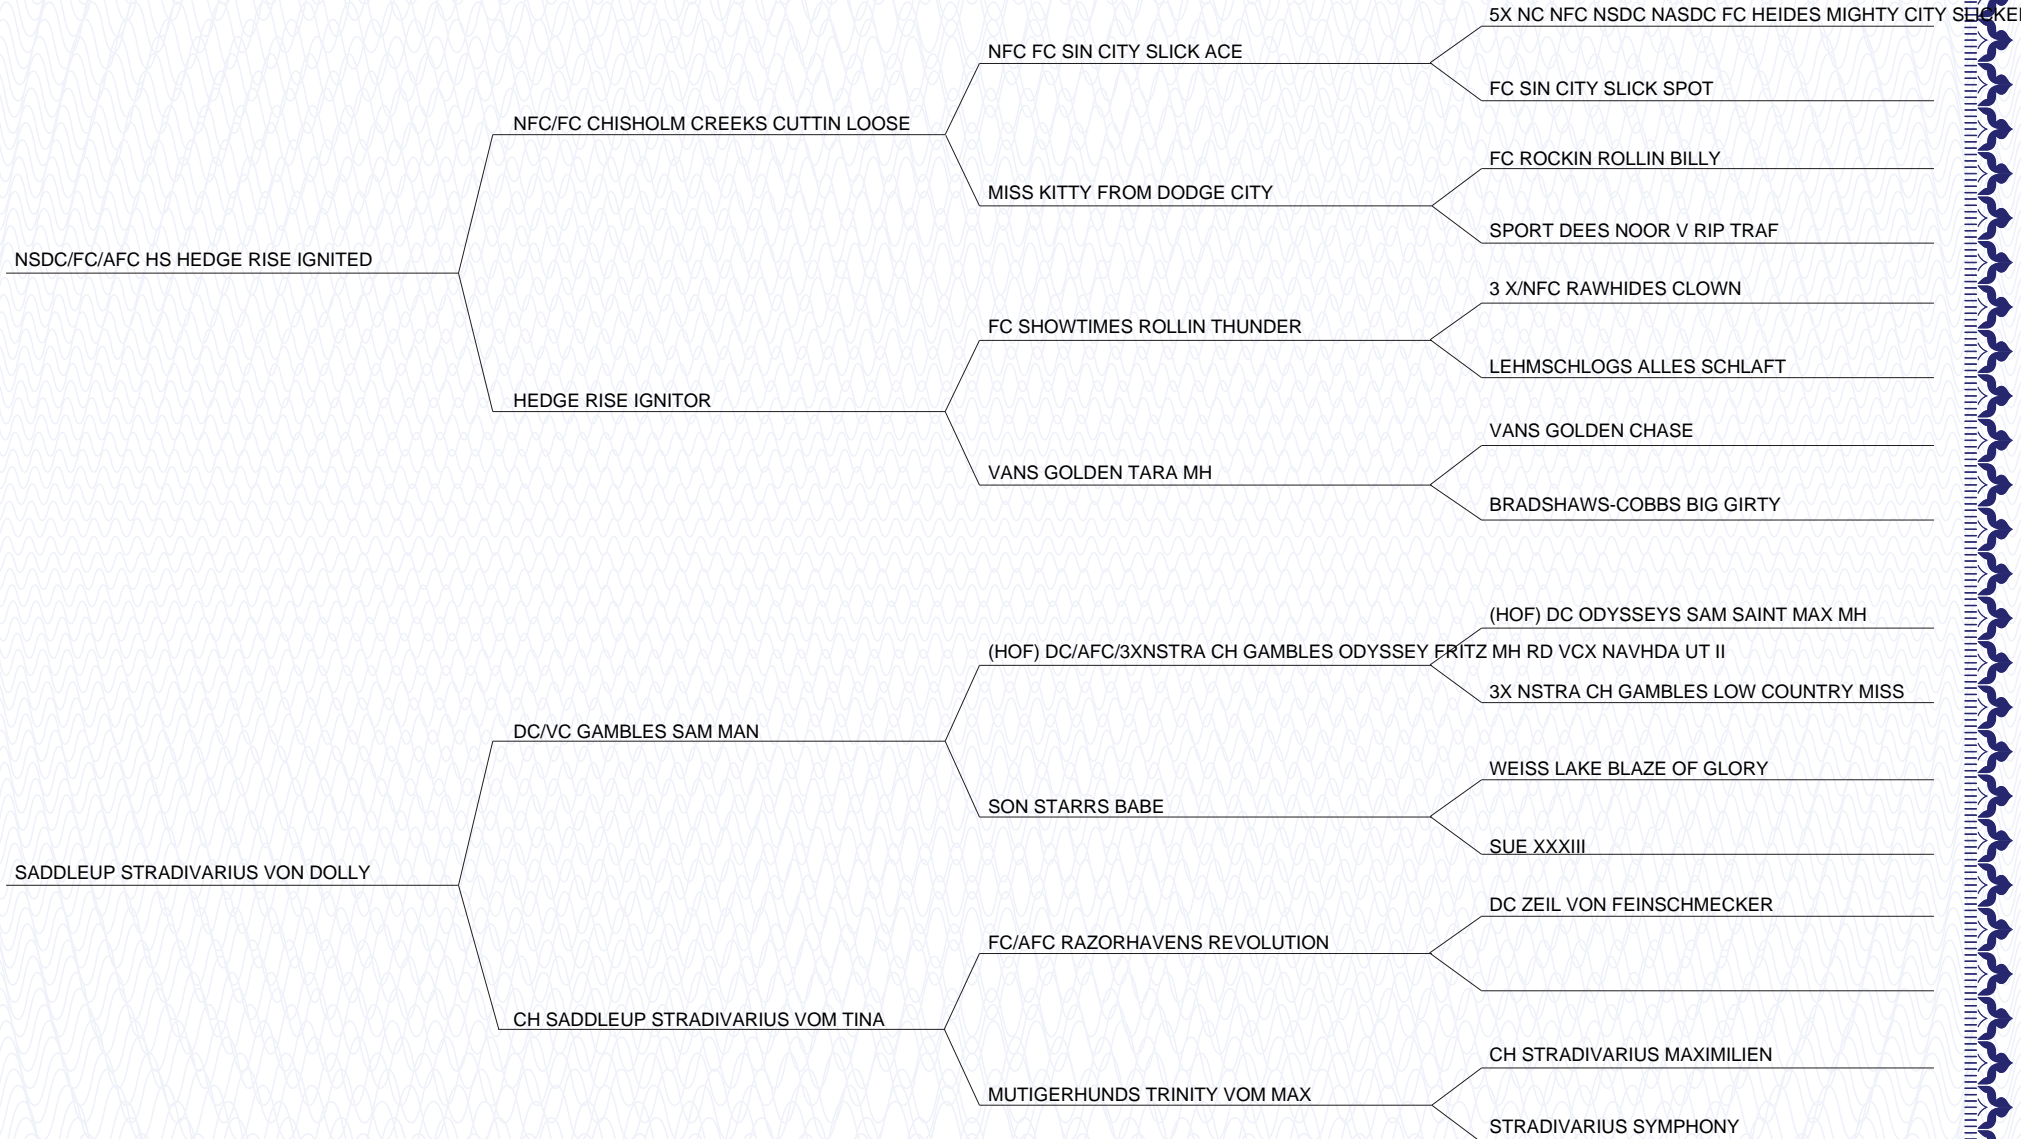 5X NC NFC NSDC NASDC FC HEIDES MIGHTY CITY SLICKER
NFC FC SIN CITY SLICK ACE
FC SIN CITY SLICK SPOT
NFC/FC CHISHOLM CREEKS CUTTIN LOOSE
FC ROCKIN ROLLIN BILLY
MISS KITTY FROM DODGE CITY
SPORT DEES NOOR V RIP TRAF
NSDC/FC/AFC HS HEDGE RISE IGNITED
3 X/NFC RAWHIDES CLOWN
FC SHOWTIMES ROLLIN THUNDER
LEHMSCHLOGS ALLES SCHLAFT
HEDGE RISE IGNITOR
VANS GOLDEN CHASE
VANS GOLDEN TARA MH
BRADSHAWS-COBBS BIG GIRTY
(HOF) DC ODYSSEYS SAM SAINT MAX MH
(HOF) DC/AFC/3XNSTRA CH GAMBLES ODYSSEY FRITZ MH RD VCX NAVHDA UT II
3X NSTRA CH GAMBLES LOW COUNTRY MISS
DC/VC GAMBLES SAM MAN
WEISS LAKE BLAZE OF GLORY
SON STARRS BABE
SUE XXXIII
SADDLEUP STRADIVARIUS VON DOLLY
DC ZEIL VON FEINSCHMECKER
FC/AFC RAZORHAVENS REVOLUTION
CH SADDLEUP STRADIVARIUS VOM TINA
CH STRADIVARIUS MAXIMILIEN
MUTIGERHUNDS TRINITY VOM MAX
STRADIVARIUS SYMPHONY